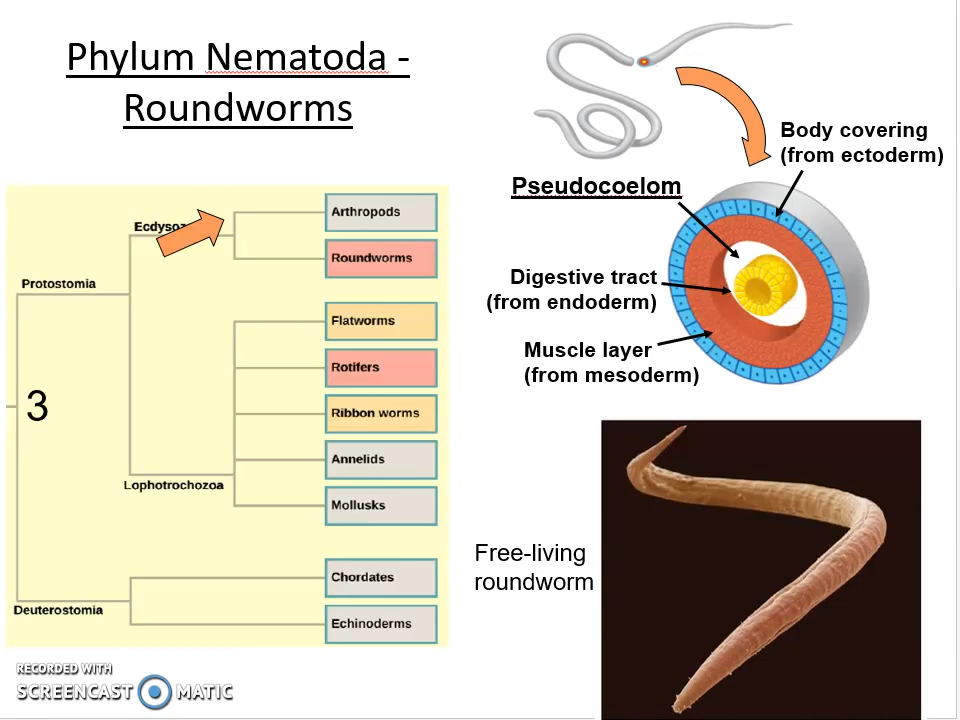 Phylum Nematoda -
Roundworms
Body covering
(from ectoderm)
Pseudocoelom
Digestive tract
(from endoderm)
Muscle layer
(from mesoderm)
Arthropods
Roundworms
Protostomia
Flatworms
Rotifers
3
Ribbon worms
Annelids
Lophotrochozoa
Mollusks
Chordates
Deuterostomia
Echinoderms
Free-living
roundworm
RECORDED WITH
SCREENCAST MATIC